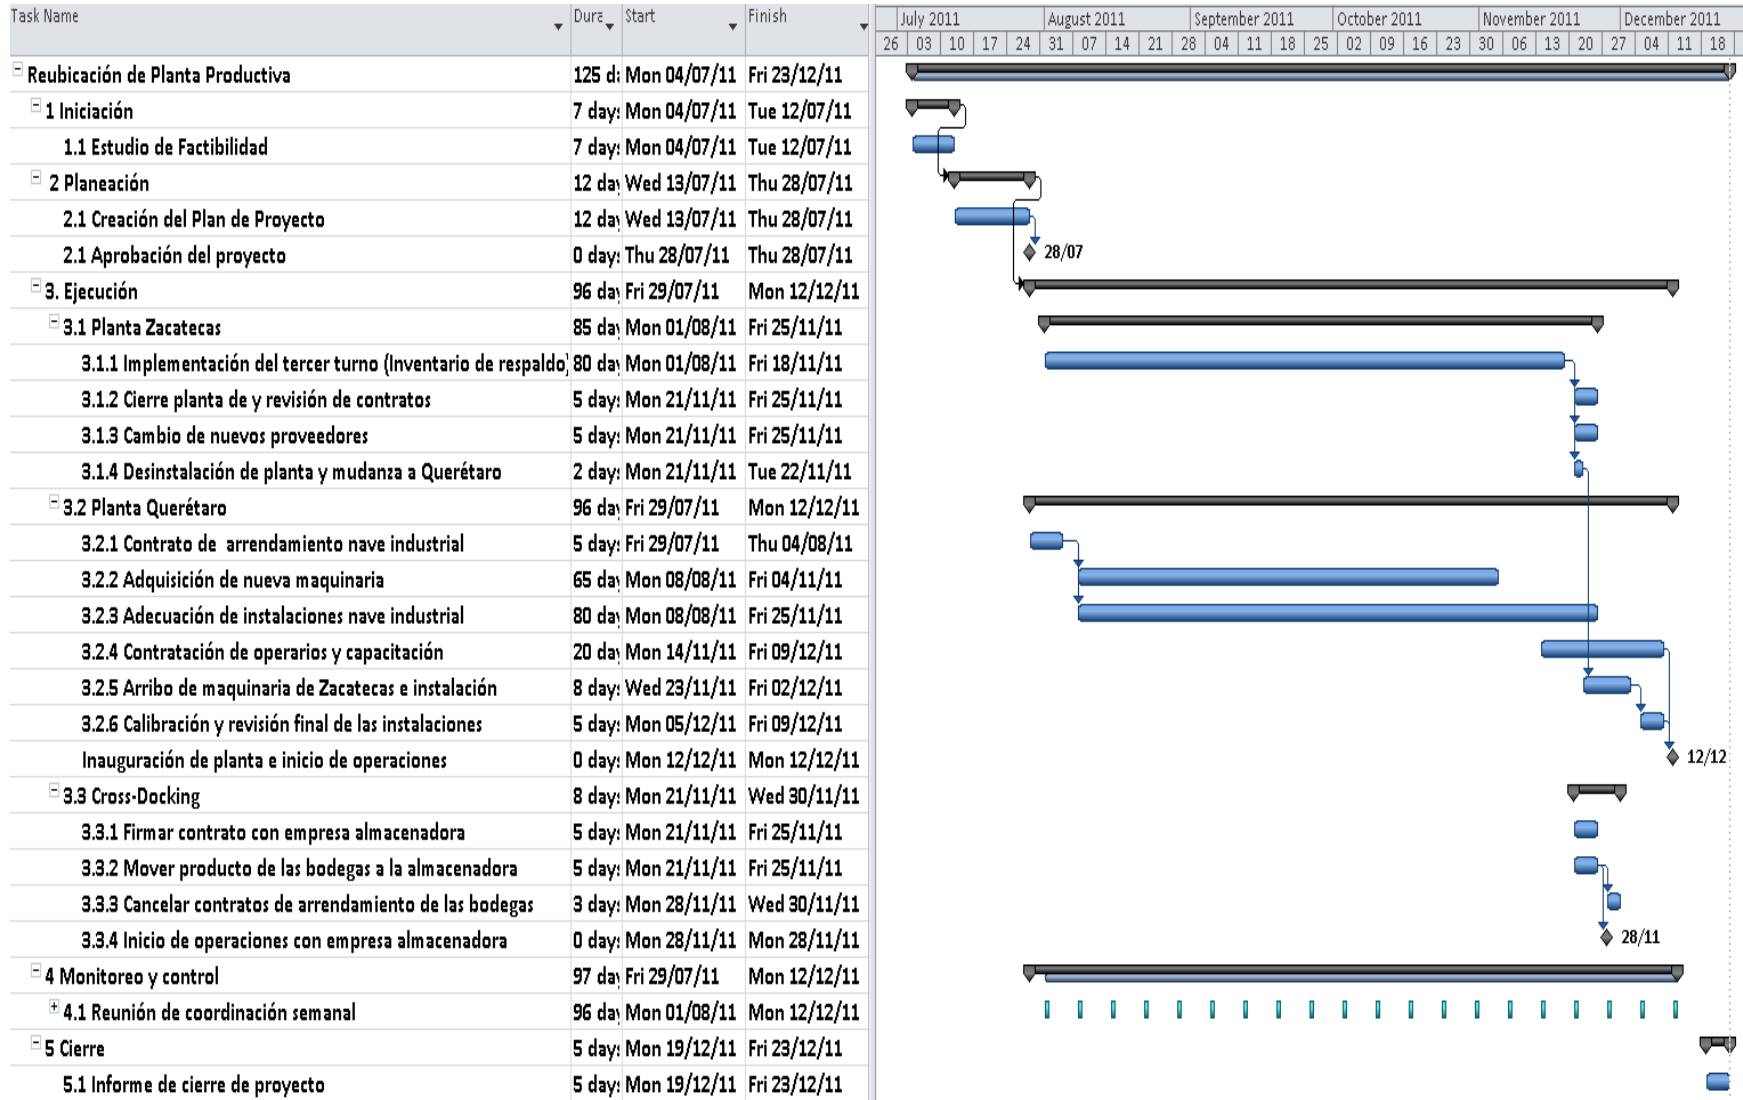 Task Name Dura Start Finish
July 2011 August 2011 September 2011 October 2011 November 2011 December 2011
26 03 10 17 24 31 07 14 21 28 04 11 18 25 02 09 16 23 30 06 13 20 27 04 11 18
Reubicación de Planta Productiva 125 d Mon 04/07/11 Fri 23/12/11
1 Iniciación 7 days Mon 04/07/11 Tue 12/07/11
1.1 Estudio de Factibilidad 7 days Mon 04/07/11 Tue 12/07/11
2 Planeación 12 day Wed 13/07/11 Thu 28/07/11
2.1 Creación del Plan de Proyecto 12 day Wed 13/07/11 Thu 28/07/11
2.1 Aprobación del proyecto 0 days Thu 28/07/11 Thu 28/07/11 28/07
3. Ejecución 96 day Fri 29/07/11 Mon 12/12/11
3.1 Planta Zacatecas 85 day Mon 01/08/11 Fri 25/11/11
3.1.1 Implementación del tercer turno (Inventario de respaldo) 80 day Mon 01/08/11 Fri 18/11/11
3.1.2 Cierre planta de y revisión de contratos 5 days Mon 21/11/11 Fri 25/11/11
3.1.3 Cambio de nuevos proveedores 5 days Mon 21/11/11 Fri 25/11/11
3.1.4 Desinstalación de planta y mudanza a Querétaro 2 days Mon 21/11/11 Tue 22/11/11
3.2 Planta Querétaro 96 day Fri 29/07/11 Mon 12/12/11
3.2.1 Contrato de arrendamiento nave industrial 5 days Fri 29/07/11 Thu 04/08/11
3.2.2 Adquisición de nueva maquinaria 65 day Mon 08/08/11 Fri 04/11/11
3.2.3 Adecuación de instalaciones nave industrial 80 day Mon 08/08/11 Fri 25/11/11
3.2.4 Contratación de operarios y capacitación 20 day Mon 14/11/11 Fri 09/12/11
3.2.5 Arribo de maquinaria de Zacatecas e instalación 8 days Wed 23/11/11 Fri 02/12/11
3.2.6 Calibración y revisión final de las instalaciones 5 days Mon 05/12/11 Fri 09/12/11
Inauguración de planta e inicio de operaciones 0 days Mon 12/12/11 Mon 12/12/11 12/12
3.3 Cross-Docking 8 days Mon 21/11/11 Wed 30/11/11
3.3.1 Firmar contrato con empresa almacenadora 5 days Mon 21/11/11 Fri 25/11/11
3.3.2 Mover producto de las bodegas a la almacenadora 5 days Mon 21/11/11 Fri 25/11/11
3.3.3 Cancelar contratos de arrendamiento de las bodegas 3 days Mon 28/11/11 Wed 30/11/11
3.3.4 Inicio de operaciones con empresa almacenadora 0 days Mon 28/11/11 Mon 28/11/11 28/11
4 Monitoreo y control 97 day Fri 29/07/11 Mon 12/12/11
4.1 Reunión de coordinación semanal 96 day Mon 01/08/11 Mon 12/12/11
5 Cierre 5 days Mon 19/12/11 Fri 23/12/11
5.1 Informe de cierre de proyecto 5 days Mon 19/12/11 Fri 23/12/11